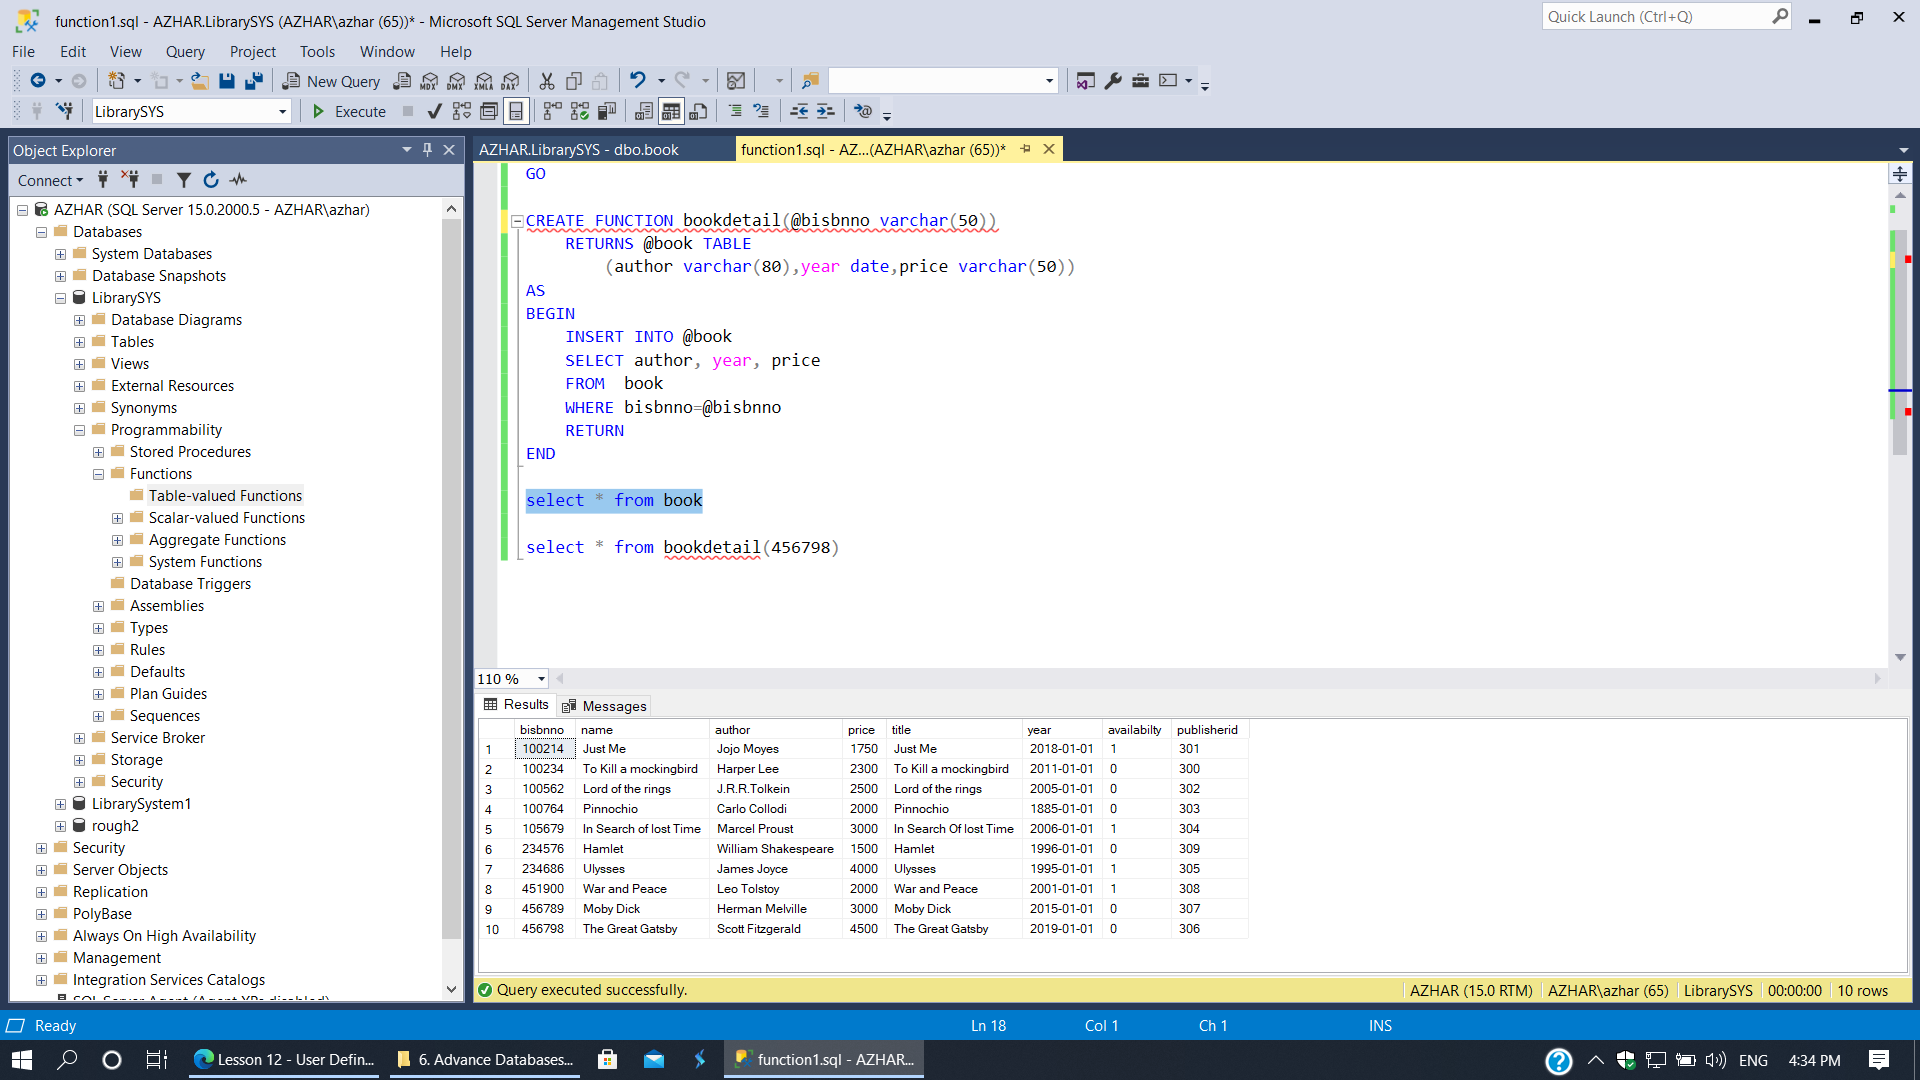 function1.sql - AZHAR.LibrarySYS (AZHAR\azhar (65))* - Microsoft SQL Server Management Studio
Quick Launch (Ctrl+Q)
File Edit View Query Project Tools Window Help
New Query MDX DMX XMLA DAX
LibrarySYS Execute
Object Explorer
Connect
AZHAR (SQL Server 15.0.2000.5 - AZHAR\azhar)
Databases
System Databases
Database Snapshots
LibrarySYS
Database Diagrams
Tables
Views
External Resources
Synonyms
Programmability
Stored Procedures
Functions
Table-valued Functions
Scalar-valued Functions
Aggregate Functions
System Functions
Database Triggers
Assemblies
Types
Rules
Defaults
Plan Guides
Sequences
Service Broker
Storage
Security
LibrarySystem1
rough2
Security
Server Objects
Replication
PolyBase
Always On High Availability
Management
Integration Services Catalogs
SQL Server Agent (Agent XPs disabled)
AZHAR.LibrarySYS - dbo.book
function1.sql - AZ...(AZHAR\azhar (65))*
GO
CREATE FUNCTION bookdetail(@bisbnno varchar(50))
RETURNS @book TABLE
(author varchar(80),year date,price varchar(50))
AS
BEGIN
INSERT INTO @book
SELECT author, year, price
FROM  book
WHERE bisbnno=@bisbnno
RETURN
END
select * from book
select * from bookdetail(456798)
110 %
Results Messages
bisbnno name author price title year availabilty publisherid
1 100214 Just Me Jojo Moyes 1750 Just Me 2018-01-01 1 301
2 100234 To Kill a mockingbird Harper Lee 2300 To Kill a mockingbird 2011-01-01 0 300
3 100562 Lord of the rings J.R.R.Tolkein 2500 Lord of the rings 2005-01-01 0 302
4 100764 Pinnochio Carlo Collodi 2000 Pinnochio 1885-01-01 0 303
5 105679 In Search of lost Time Marcel Proust 3000 In Search Of lost Time 2006-01-01 1 304
6 234576 Hamlet William Shakespeare 1500 Hamlet 1996-01-01 0 309
7 234686 Ulysses James Joyce 4000 Ulysses 1995-01-01 1 305
8 451900 War and Peace Leo Tolstoy 2000 War and Peace 2001-01-01 1 308
9 456789 Moby Dick Herman Melville 3000 Moby Dick 2015-01-01 0 307
10 456798 The Great Gatsby Scott Fitzgerald 4500 The Great Gatsby 2019-01-01 0 306
Query executed successfully.
AZHAR (15.0 RTM) AZHAR\azhar (65) LibrarySYS 00:00:00 10 rows
Ready Ln 18 Col 1 Ch 1 INS
Lesson 12 - User Defin... 6. Advance Databases... function1.sql - AZHAR... ENG 4:34 PM